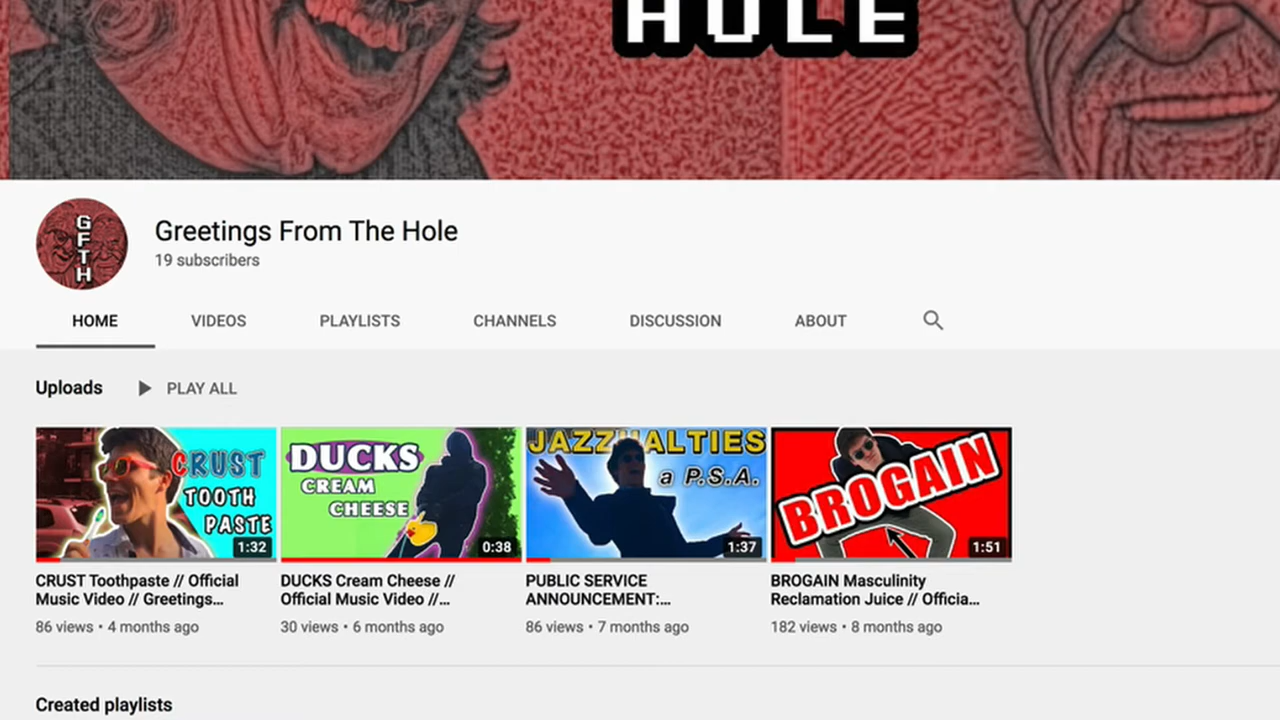 HOLE
GFTH
Greetings From The Hole
19 subscribers
HOME VIDEOS PLAYLISTS CHANNELS DISCUSSION ABOUT
Uploads PLAY ALL
CRUST
TOOTH
PASTE
1:32
DUCKS
CREAM
CHEESE
0:38
JAZZUALTIES
a P.S.A.
1:37
BROGAIN
1:51
CRUST Toothpaste // Official
Music Video // Greetings...
86 views • 4 months ago
DUCKS Cream Cheese //
Official Music Video //...
30 views • 6 months ago
PUBLIC SERVICE
ANNOUNCEMENT:...
86 views • 7 months ago
BROGAIN Masculinity
Reclamation Juice // Officia...
182 views • 8 months ago
Created playlists